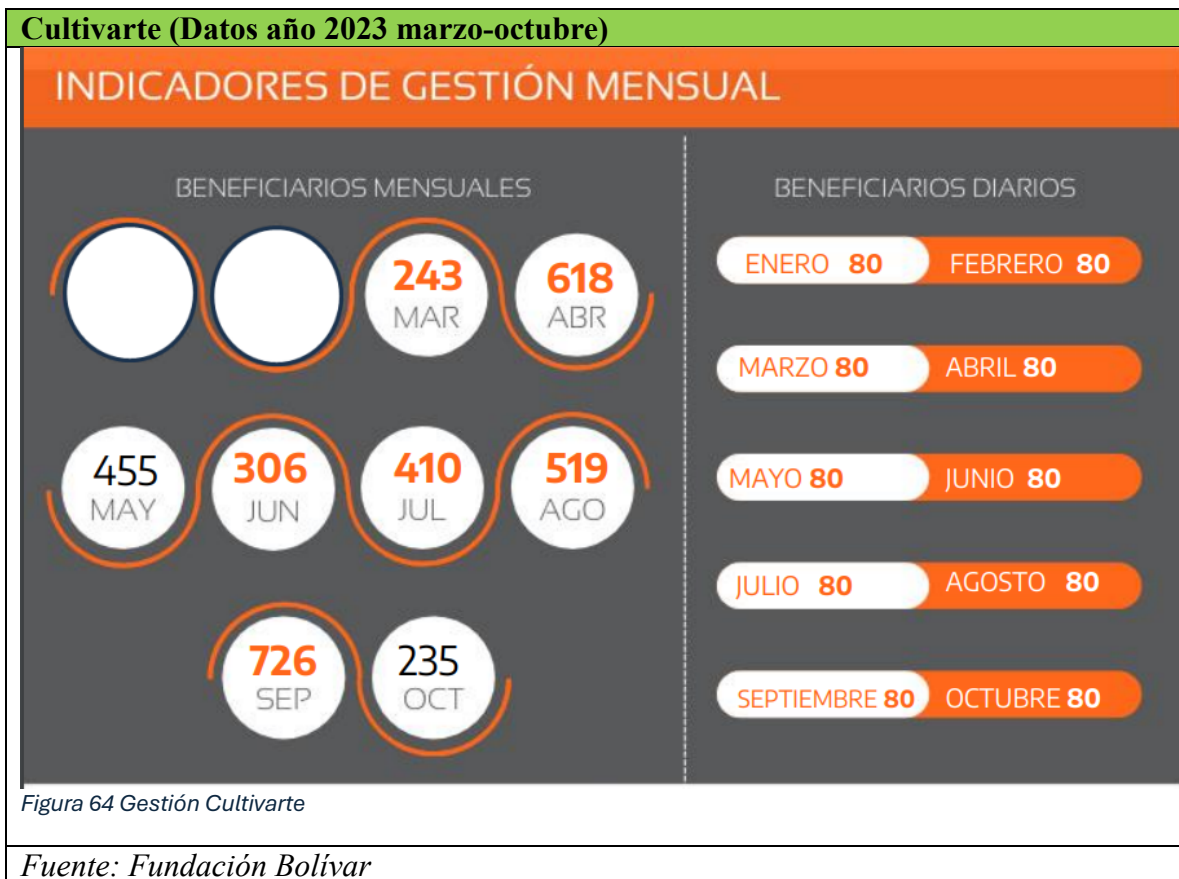 Cultivarte (Datos año 2023 marzo-octubre)
INDICADORES DE GESTIÓN MENSUAL
BENEFICIARIOS MENSUALES
243
MAR
618
ABR
455
MAY
306
JUN
410
JUL
519
AGO
726
SEP
235
OCT
BENEFICIARIOS DIARIOS
ENERO 80 FEBRERO 80
MARZO 80 ABRIL 80
MAYO 80 JUNIO 80
JULIO 80 AGOSTO 80
SEPTIEMBRE 80 OCTUBRE 80
Figura 64 Gestión Cultivarte
Fuente: Fundación Bolívar